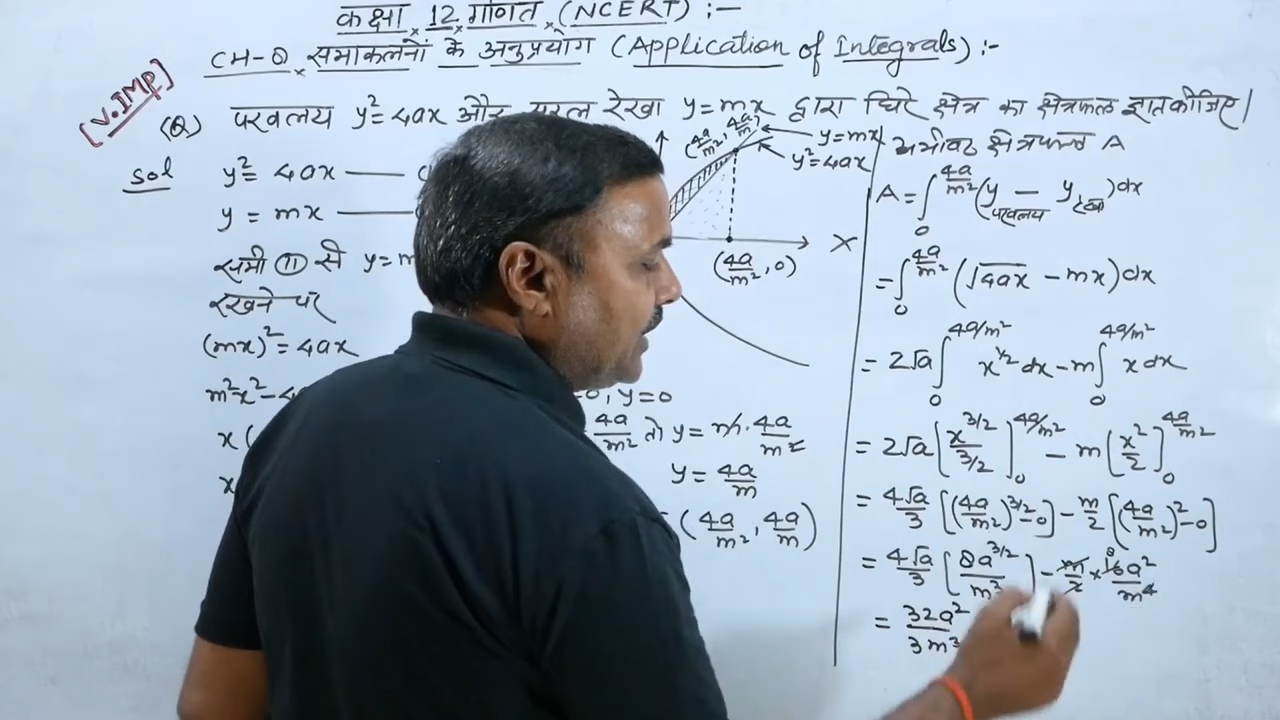 कक्षा 12 गणित (NCERT) :-
CH-8 समाकलनों के अनुप्रयोग (Application of Integrals) :-
[V.IMP]
(Q) परवलय y²=4ax और सरल रेखा y=mx द्वारा घिरे क्षेत्र का क्षेत्रफल ज्ञात कीजिए।
Sol
y² = 4ax —
y = mx —
समी (II) से y=m
रखने पर
(mx)² = 4ax
m²x² - 4
x (
x
, y=0
4a/m² तो y = m. 4a/m²
y = 4a/m
(4a/m², 4a/m)
(4a/m², 4a/m)
y=mx
y²=4ax
X
(4a/m², 0)
अभीष्ट क्षेत्रफल A
A = ∫₀^(4a/m²) (y परवलय - y रेखा) dx
= ∫₀^(4a/m²) (√4ax - mx) dx
= 2√a ∫₀^(4a/m²) x^(1/2) dx - m ∫₀^(4a/m²) x dx
= 2√a [x^(3/2) / 3/2]₀^(4a/m²) - m [x²/2]₀^(4a/m²)
= 4√a/3 [(4a/m²)^(3/2) - 0] - m/2 [(4a/m²)² - 0]
= 4√a/3 [8a^(3/2)/m³] - m/2 × 16a²/m⁴ 8
= 32a²/3m³